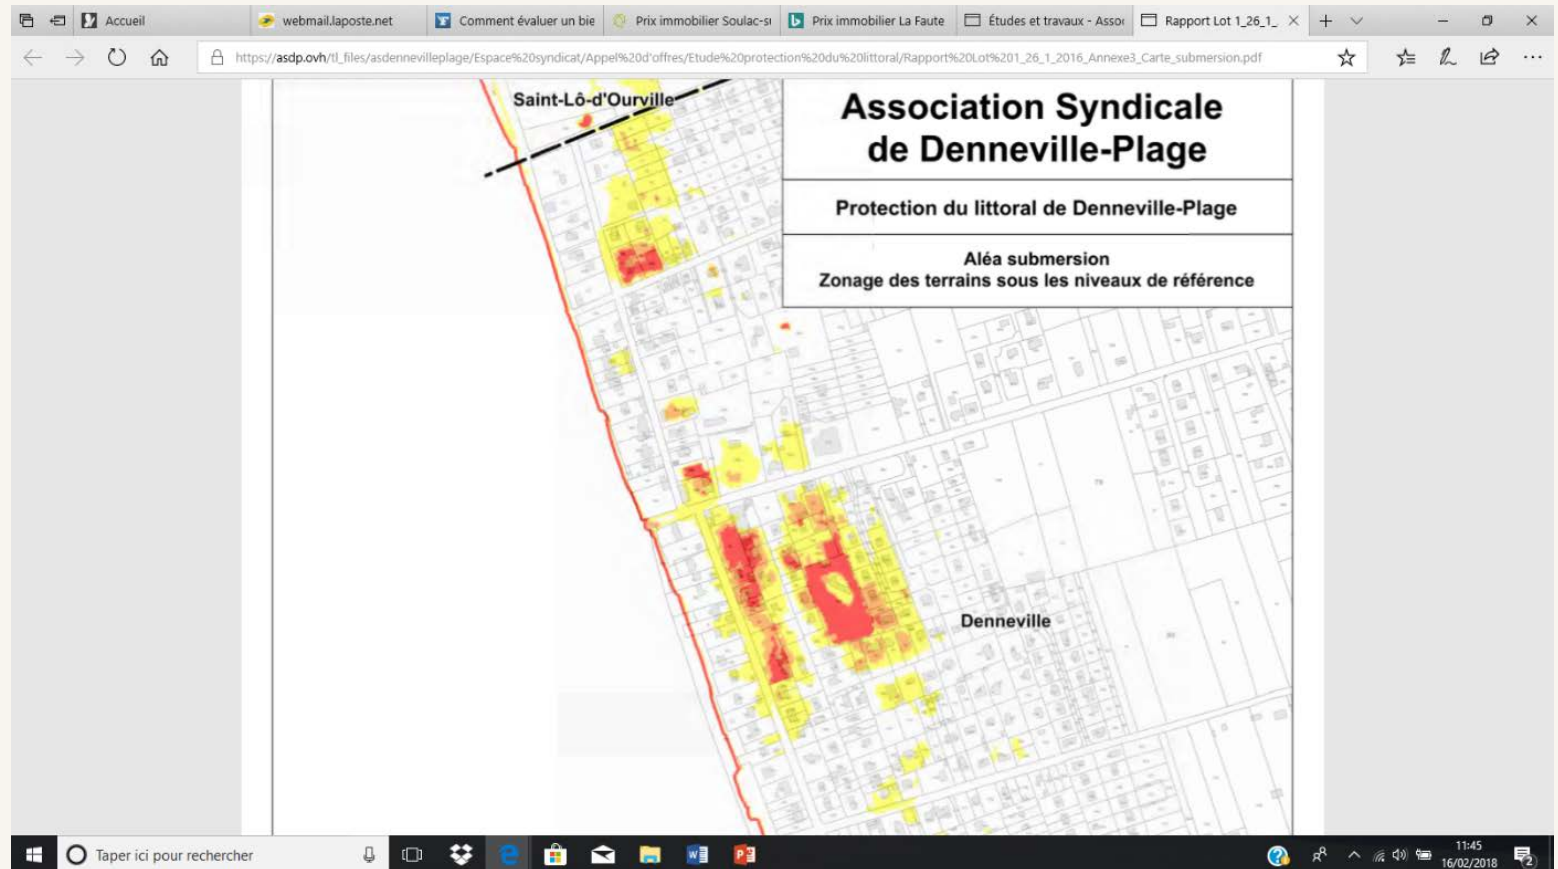 Accueil
webmail.laposte.net
Comment évaluer un bie
Prix immobilier Soulac-su
Prix immobilier La Faute
Études et travaux - Assoc
Rapport Lot 1_26_1_
https://asdp.ovh/tl_files/asdennevilleplage/Espace%20syndicat/Appel%20d'offres/Etude%20protection%20du%20littoral/Rapport%20Lot%201_26_1_2016_Annexe3_Carte_submersion.pdf
Saint-Lô-d'Ourville
Association Syndicale
de Denneville-Plage
Protection du littoral de Denneville-Plage
Aléa submersion
Zonage des terrains sous les niveaux de référence
Denneville
Taper ici pour rechercher
11:45
16/02/2018
2